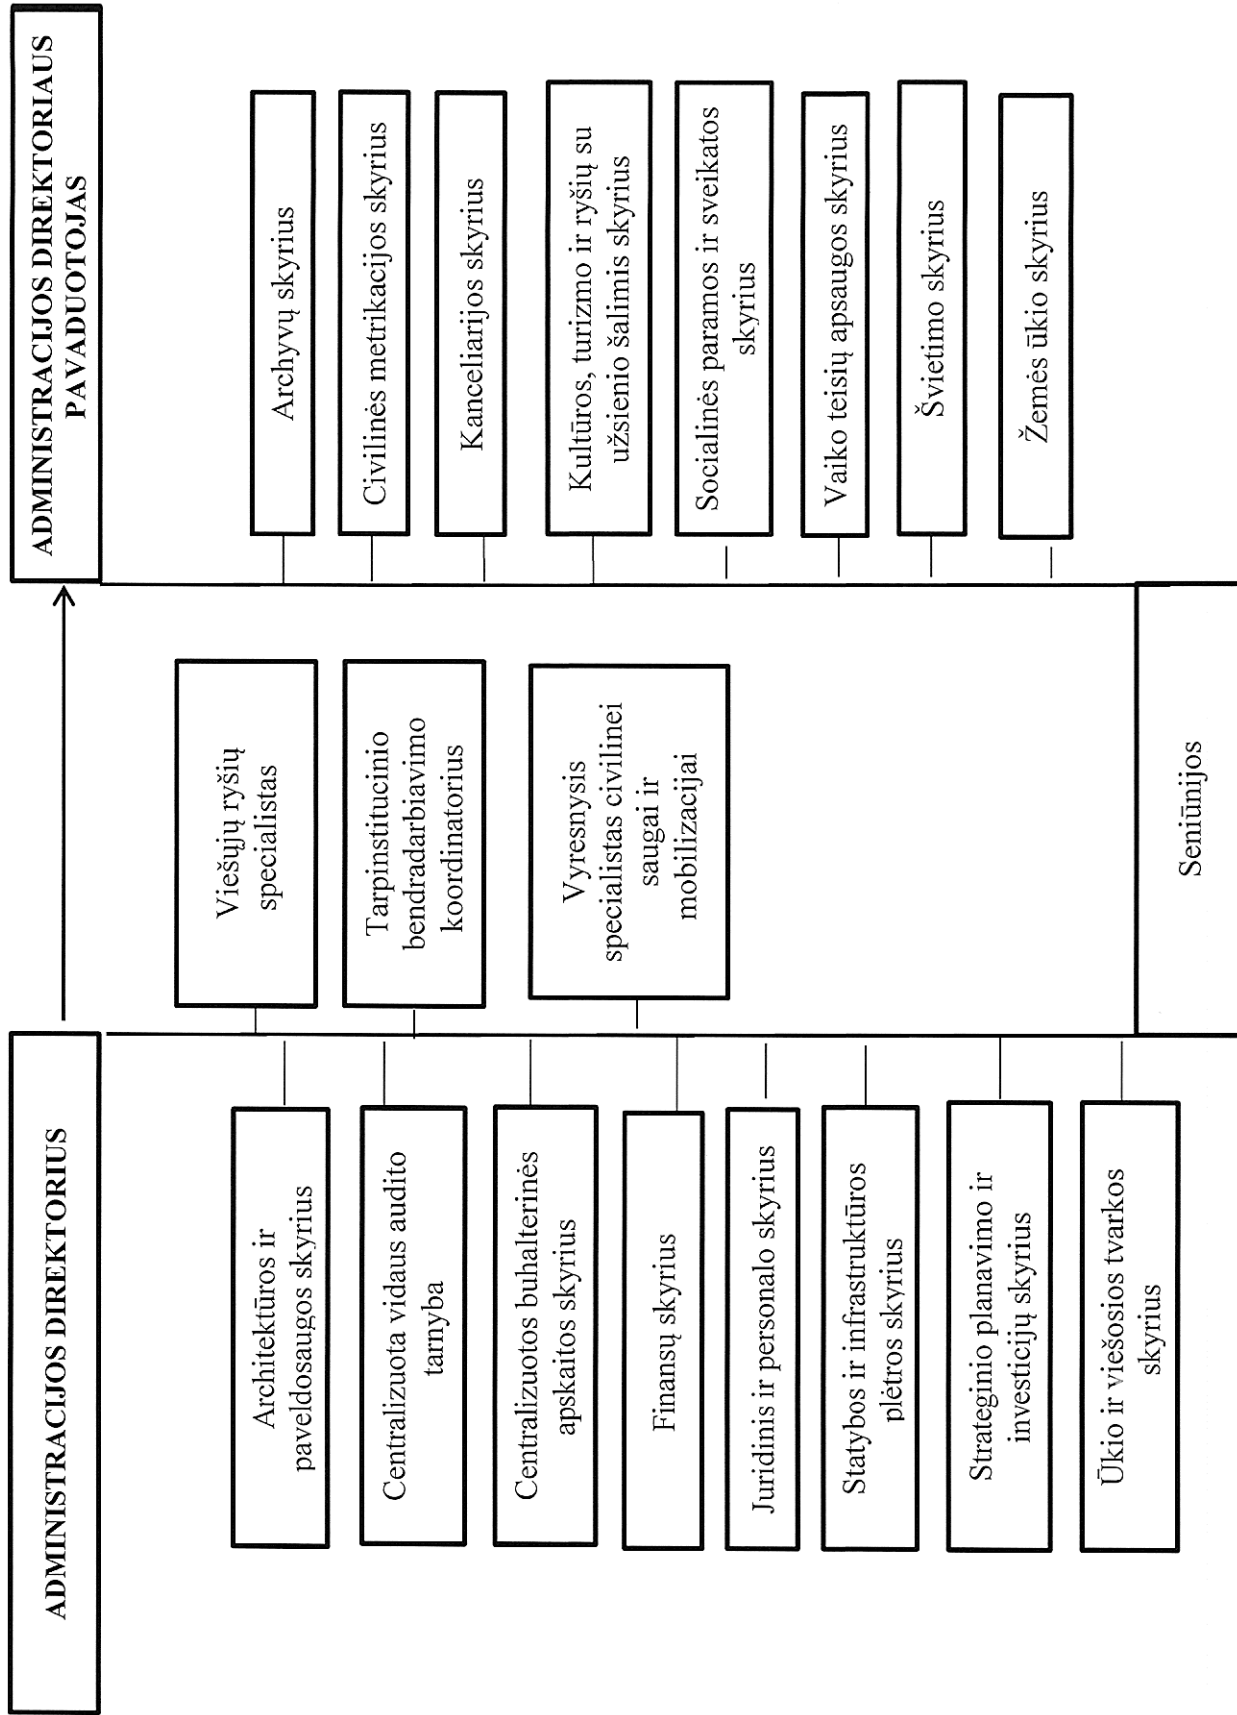 ADMINISTRACIJOS DIREKTORIUS
ADMINISTRACIJOS DIREKTORIAUS
PAVADUOTOJAS
Architektūros ir
paveldosaugos skyrius
Centralizuota vidaus audito
tarnyba
Centralizuotos buhalterinės
apskaitos skyrius
Finansų skyrius
Juridinis ir personalo skyrius
Statybos ir infrastruktūros
plėtros skyrius
Strateginio planavimo ir
investicijų skyrius
Ūkio ir viešosios tvarkos
skyrius
Viešųjų ryšių
specialistas
Tarpinstitucinio
bendradarbiavimo
koordinatorius
Vyresnysis
specialistas civilinei
saugai ir
mobilizacijai
Seniūnijos
Archyvų skyrius
Civilinės metrikacijos skyrius
Kanceliarijos skyrius
Kultūros, turizmo ir ryšių su
užsienio šalimis skyrius
Socialinės paramos ir sveikatos
skyrius
Vaiko teisių apsaugos skyrius
Švietimo skyrius
Žemės ūkio skyrius